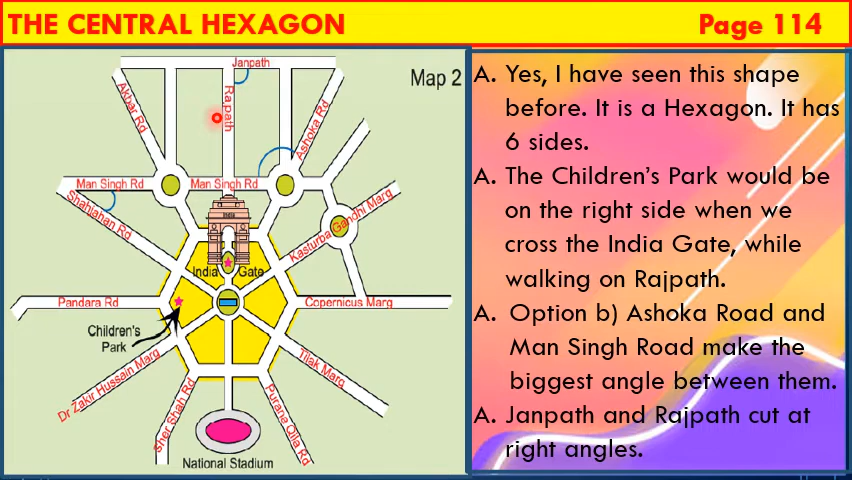 THE CENTRAL HEXAGON
Page 114
Janpath
Map 2
Akbar Rd
Rajpath
Ashoka Rd
Man Singh Rd
Man Singh Rd
Shahjahan Rd
Kasturba Gandhi Marg
INDIA
India Gate
Pandara Rd
Copernicus Marg
Children's
Park
Dr Zakir Hussain Marg
Tilak Marg
Sher Shah Rd
Purana Qila Rd
National Stadium
A. Yes, I have seen this shape
before. It is a Hexagon. It has
6 sides.
A. The Children's Park would be
on the right side when we
cross the India Gate, while
walking on Rajpath.
A. Option b) Ashoka Road and
Man Singh Road make the
biggest angle between them.
A. Janpath and Rajpath cut at
right angles.